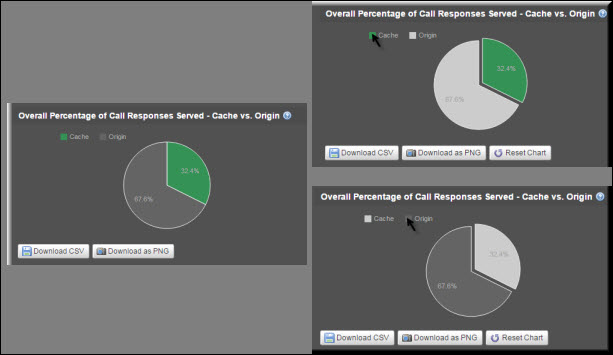 Overall Percentage of Call Responses Served - Cache vs. Origin ?
Cache Origin
32.4%
67.6%
Download CSV Download as PNG
Overall Percentage of Call Responses Served - Cache vs. Origin ?
Cache Origin
32.4%
67.6%
Download CSV Download as PNG Reset Chart
Overall Percentage of Call Responses Served - Cache vs. Origin ?
Cache Origin
32.4%
67.6%
Download CSV Download as PNG Reset Chart